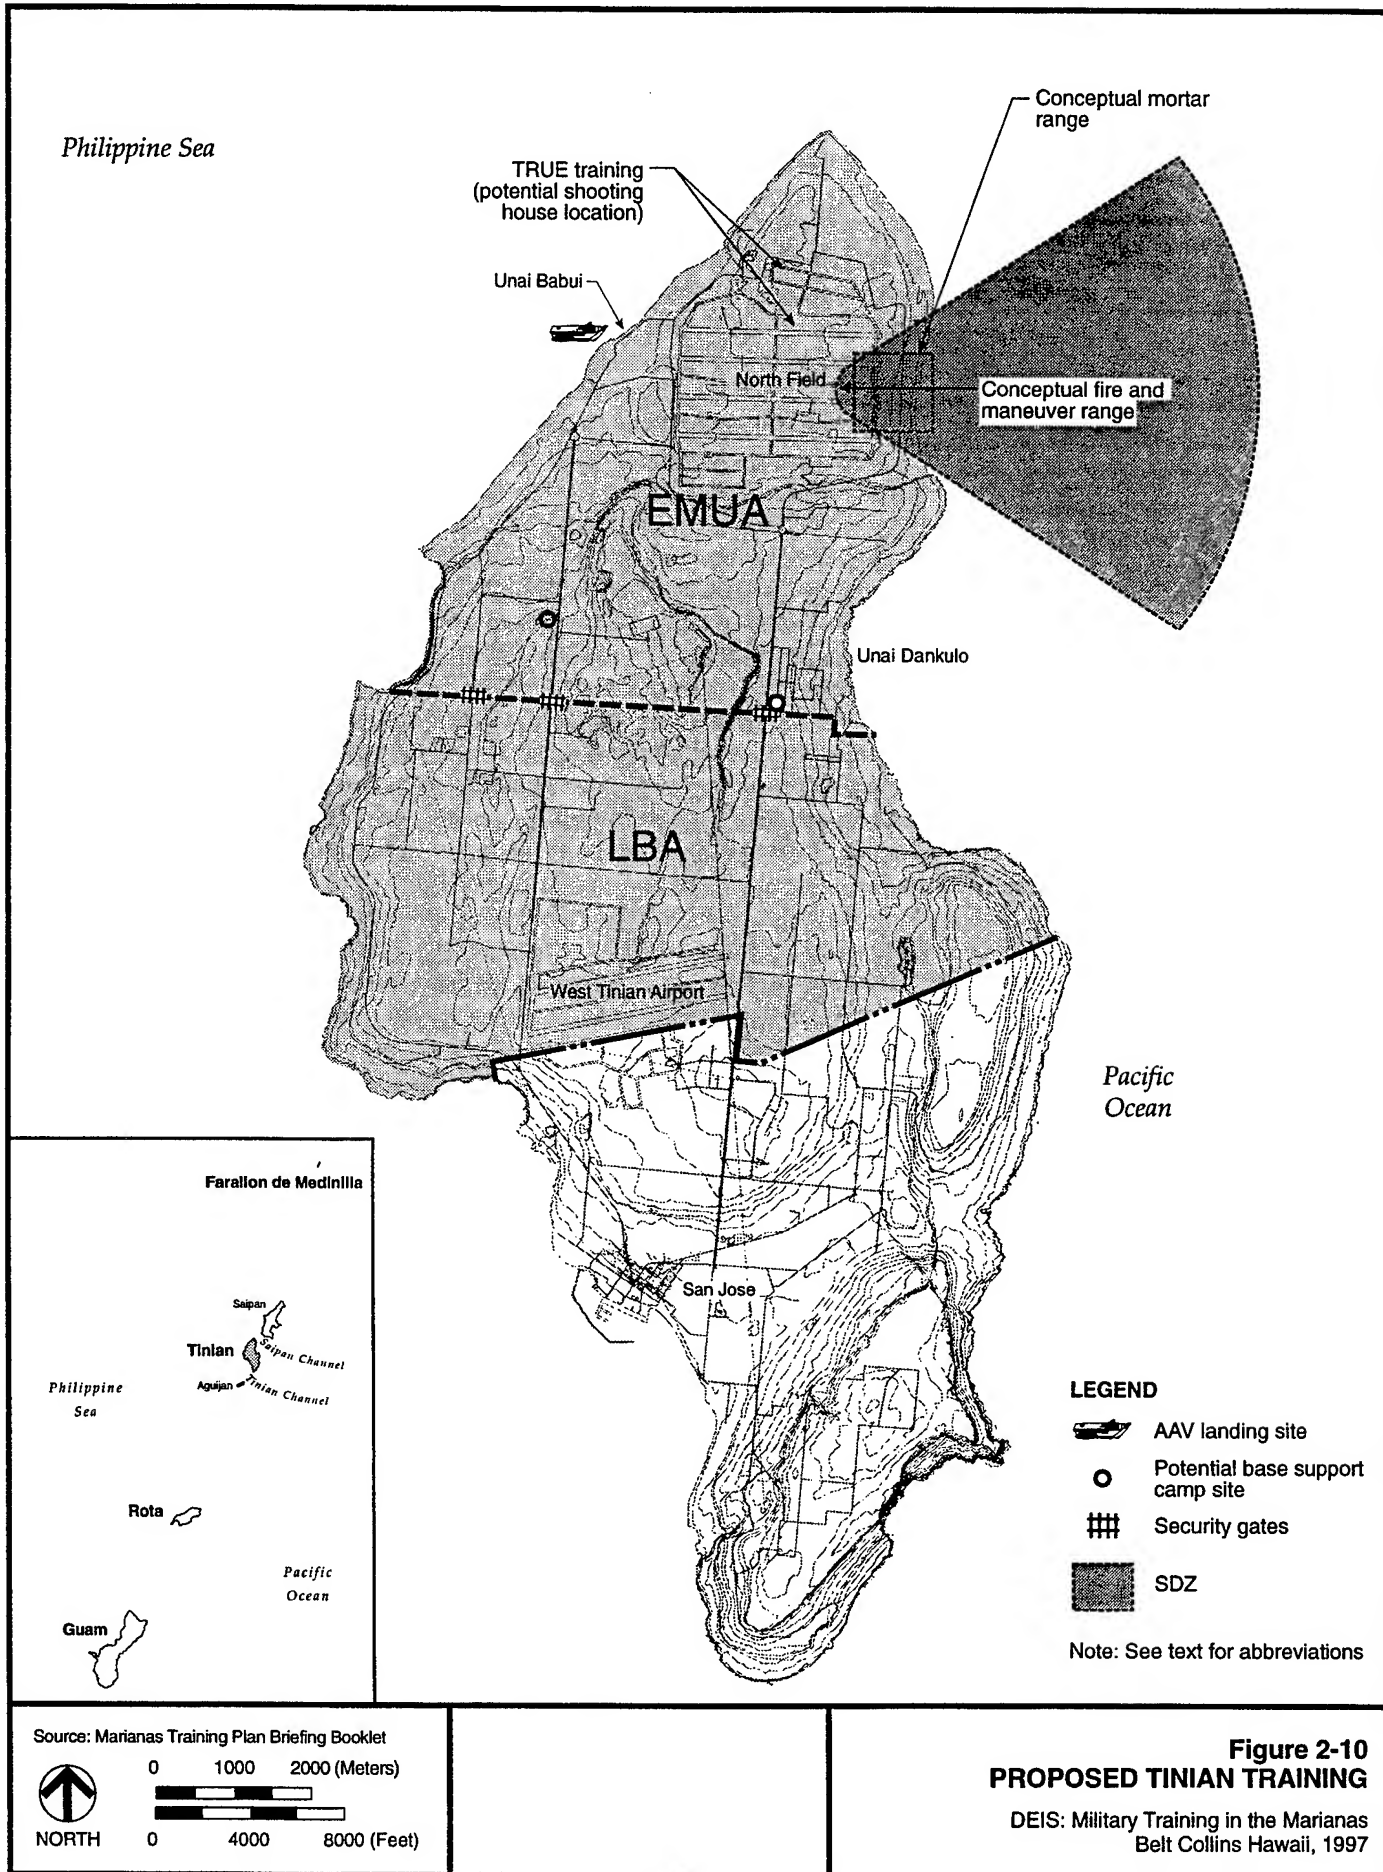 Philippine Sea
Conceptual mortar
range
TRUE training
(potential shooting
house location)
Unai Babui
North Field
Conceptual fire and
maneuver range
EMUA
Unai Dankulo
LBA
West Tinian Airport
Pacific
Ocean
San Jose
Farallon de Medinilla
Saipan
Tinian
Saipan Channel
Aguijan
Tinian Channel
Philippine
Sea
Rota
Pacific
Ocean
Guam
LEGEND
AAV landing site
Potential base support
camp site
Security gates
SDZ
Note: See text for abbreviations
Source: Marianas Training Plan Briefing Booklet
0 1000 2000 (Meters)
NORTH
0 4000 8000 (Feet)
Figure 2-10
PROPOSED TINIAN TRAINING
DEIS: Military Training in the Marianas
Belt Collins Hawaii, 1997